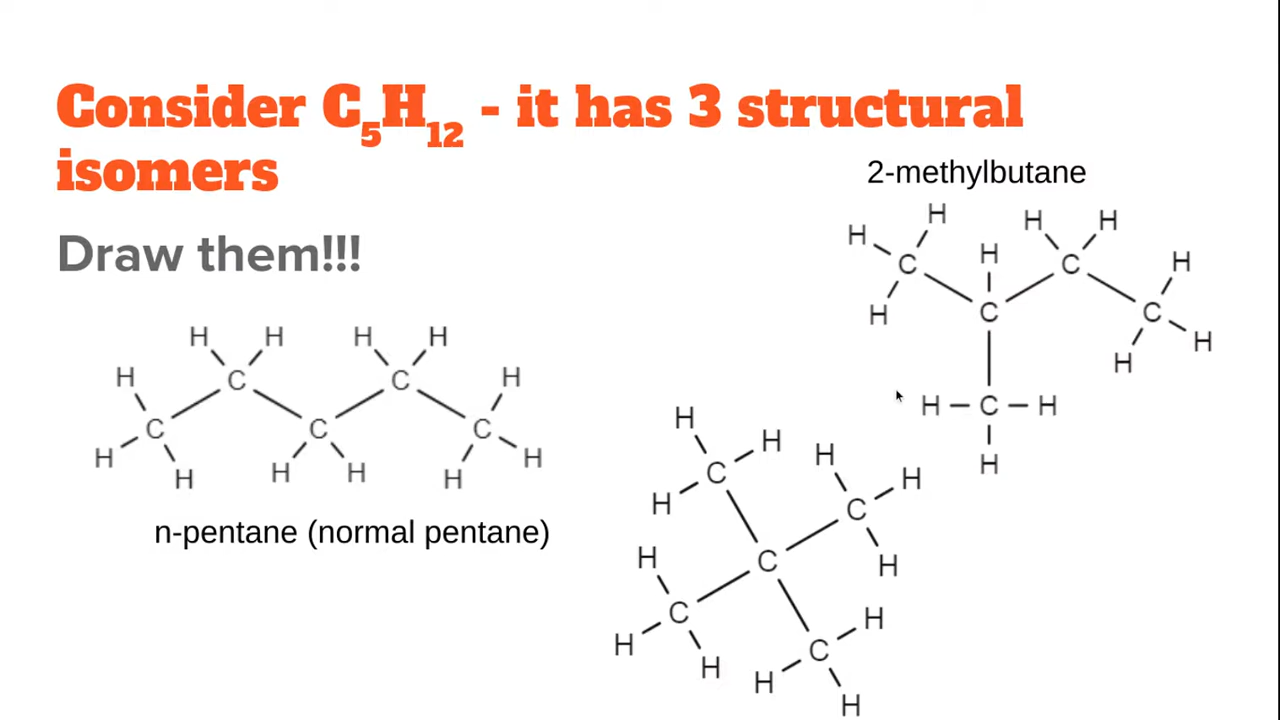 Consider C5H12 - it has 3 structural
isomers
2-methylbutane
Draw them!!!
H H H H
H H
C C
H
C C
H
H H H
C
H H
H C H
H
H H H H
H H
C C
C C C
H H
H H H H
n-pentane (normal pentane)
H
H
C
H
H
H
C
H
H
C
H
C
H
H
H
C
H
H